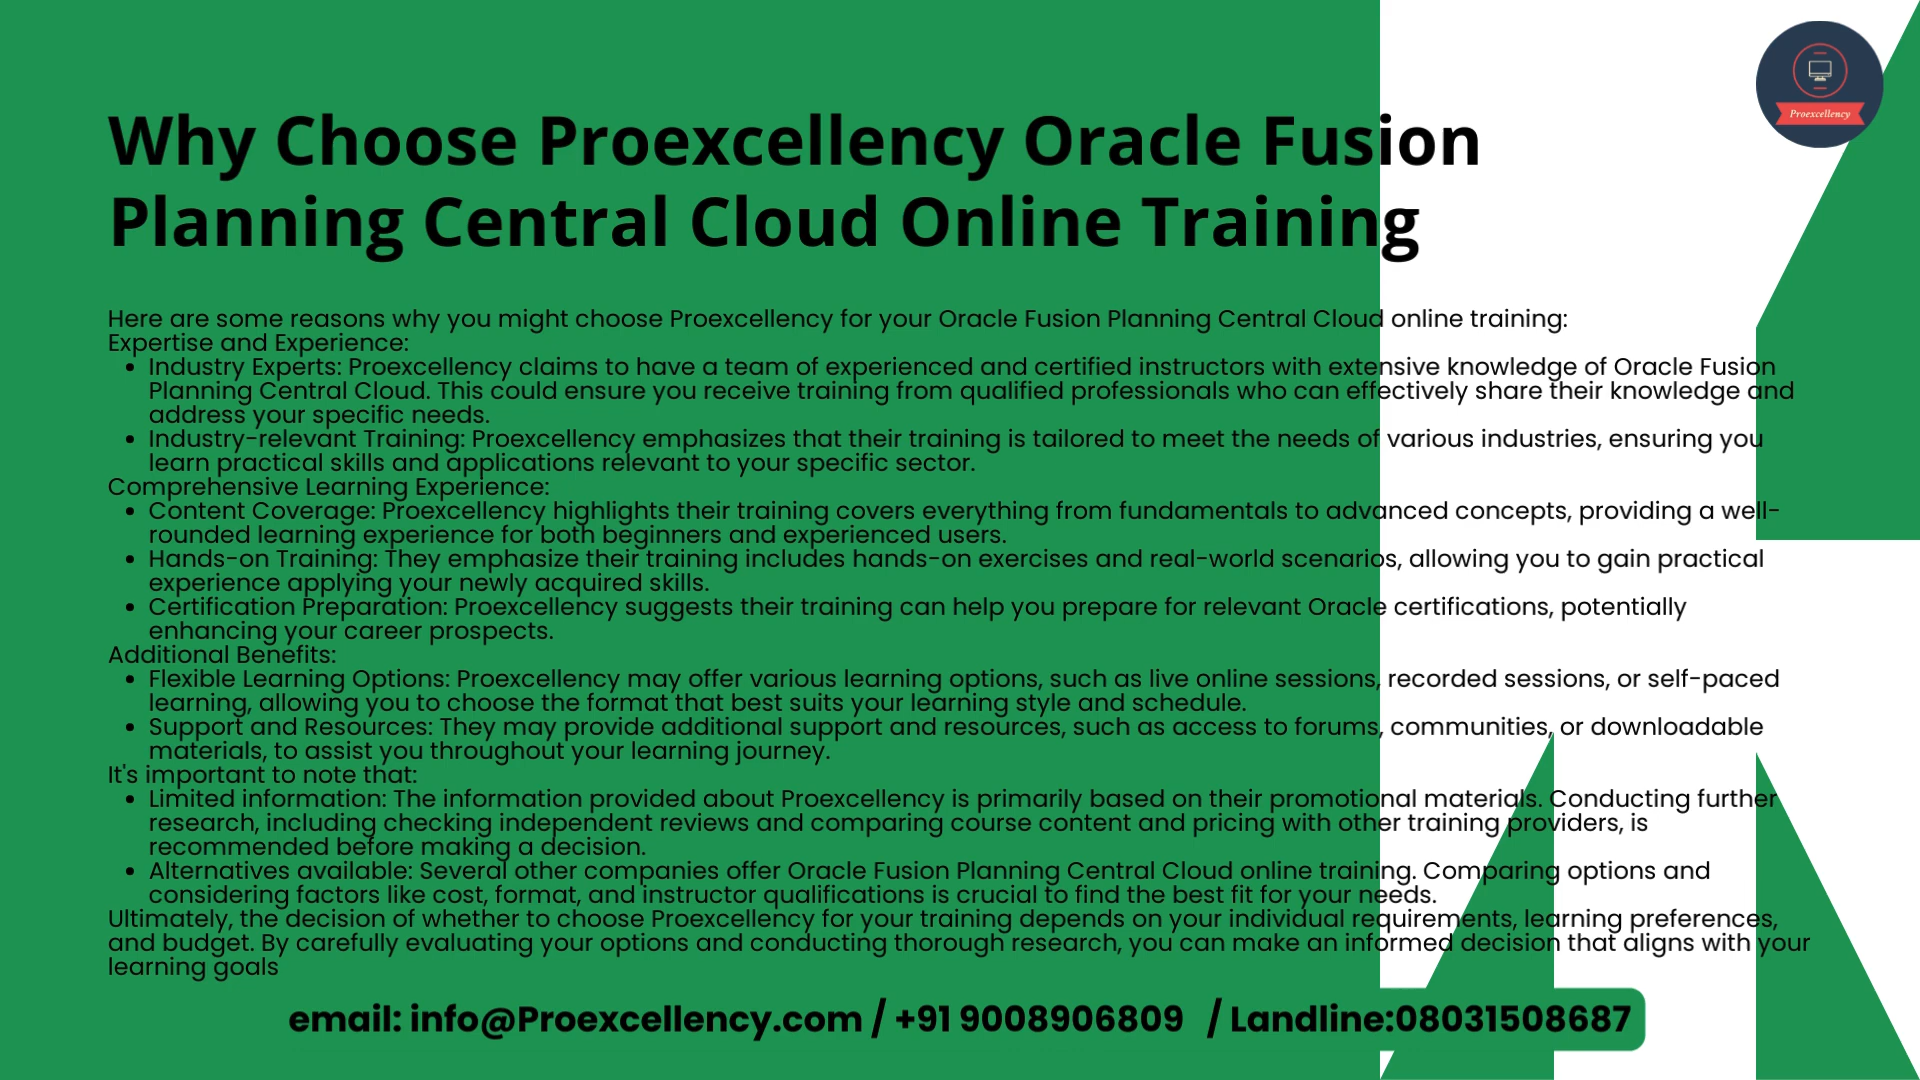 Proexcellency
Why Choose Proexcellency Oracle Fusion
Planning Central Cloud Online Training
Here are some reasons why you might choose Proexcellency for your Oracle Fusion Planning Central Cloud online training:
Expertise and Experience:
• Industry Experts: Proexcellency claims to have a team of experienced and certified instructors with extensive knowledge of Oracle Fusion
Planning Central Cloud. This could ensure you receive training from qualified professionals who can effectively share their knowledge and
address your specific needs.
• Industry-relevant Training: Proexcellency emphasizes that their training is tailored to meet the needs of various industries, ensuring you
learn practical skills and applications relevant to your specific sector.
Comprehensive Learning Experience:
• Content Coverage: Proexcellency highlights their training covers everything from fundamentals to advanced concepts, providing a well-
rounded learning experience for both beginners and experienced users.
• Hands-on Training: They emphasize their training includes hands-on exercises and real-world scenarios, allowing you to gain practical
experience applying your newly acquired skills.
• Certification Preparation: Proexcellency suggests their training can help you prepare for relevant Oracle certifications, potentially
enhancing your career prospects.
Additional Benefits:
• Flexible Learning Options: Proexcellency may offer various learning options, such as live online sessions, recorded sessions, or self-paced
learning, allowing you to choose the format that best suits your learning style and schedule.
• Support and Resources: They may provide additional support and resources, such as access to forums, communities, or downloadable
materials, to assist you throughout your learning journey.
It's important to note that:
• Limited information: The information provided about Proexcellency is primarily based on their promotional materials. Conducting further
research, including checking independent reviews and comparing course content and pricing with other training providers, is
recommended before making a decision.
• Alternatives available: Several other companies offer Oracle Fusion Planning Central Cloud online training. Comparing options and
considering factors like cost, format, and instructor qualifications is crucial to find the best fit for your needs.
Ultimately, the decision of whether to choose Proexcellency for your training depends on your individual requirements, learning preferences,
and budget. By carefully evaluating your options and conducting thorough research, you can make an informed decision that aligns with your
learning goals
email: info@Proexcellency.com / +91 9008906809 / Landline:08031508687